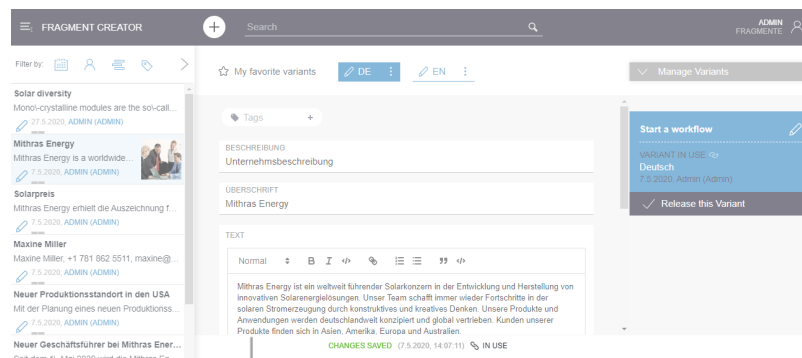 FRAGMENT CREATOR
Search
ADMIN
FRAGMENTE
Filter by:
Solar diversity
Mono\-crystalline modules are the so\-call...
27.5.2020, ADMIN (ADMIN)
Mithras Energy
Mithras Energy is a worldwide...
7.5.2020, ADMIN (ADMIN)
Solarpreis
Mithras Energy erhielt die Auszeichnung f...
7.5.2020, ADMIN (ADMIN)
Maxine Miller
Maxine Miller, +1 781 862 5511, maxine@...
7.5.2020, ADMIN (ADMIN)
Neuer Produktionsstandort in den USA
Mit der Planung eines neuen Produktionss...
7.5.2020, ADMIN (ADMIN)
Neuer Geschäftsführer bei Mithras Ener...
My favorite variants
DE
EN
Tags
BESCHREIBUNG
Unternehmsbeschreibung
ÜBERSCHRIFT
Mithras Energy
TEXT
Normal
Mithras Energy ist ein weltweit führender Solarkonzern in der Entwicklung und Herstellung von
innovativen Solarenergielösungen. Unser Team schafft immer wieder Fortschritte in der
solaren Stromerzeugung durch konstruktives und kreatives Denken. Unsere Produkte und
Anwendungen werden deutschlandweit konzipiert und global vertrieben. Kunden unserer
Produkte finden sich in Asien, Amerika, Europa und Australien.
CHANGES SAVED (7.5.2020, 14:07:11) IN USE
Manage Variants
Start a workflow
VARIANT IN USE
Deutsch
7.5.2020, Admin (Admin)
Release this Variant